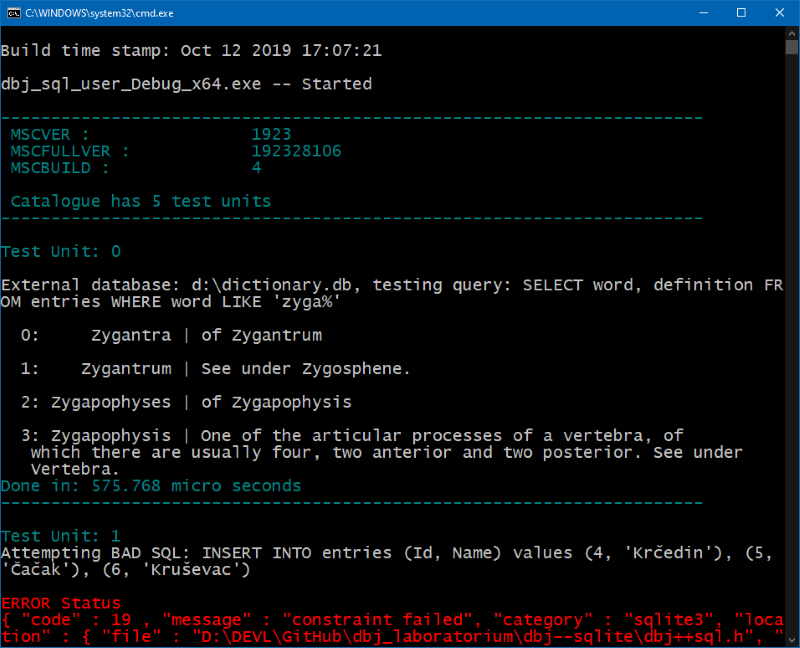 C:\WINDOWS\system32\cmd.exe
Build time stamp: Oct 12 2019 17:07:21
dbj_sql_user_Debug_x64.exe -- Started
----------------------------------------------------------------------
MSCVER : 1923
MSCFULLVER : 192328106
MSCBUILD : 4
Catalogue has 5 test units
----------------------------------------------------------------------
Test Unit: 0
External database: d:\dictionary.db, testing query: SELECT word, definition FR
OM entries WHERE word LIKE 'zyga%'
0: Zygantra | of Zygantrum
1: Zygantrum | See under Zygosphene.
2: Zygapophyses | of Zygapophysis
3: Zygapophysis | One of the articular processes of a vertebra, of
which there are usually four, two anterior and two posterior. See under
Vertebra.
Done in: 575.768 micro seconds
----------------------------------------------------------------------
Test Unit: 1
Attempting BAD SQL: INSERT INTO entries (Id, Name) values (4, 'Krčedin'), (5,
'Čačak'), (6, 'Kruševac')
ERROR Status
{ "code" : 19 , "message" : "constraint failed", "category" : "sqlite3", "loca
tion" : { "file" : "D:\DEVL\GitHub\dbj_laboratorium\dbj--sqlite\dbj++sql.h", "